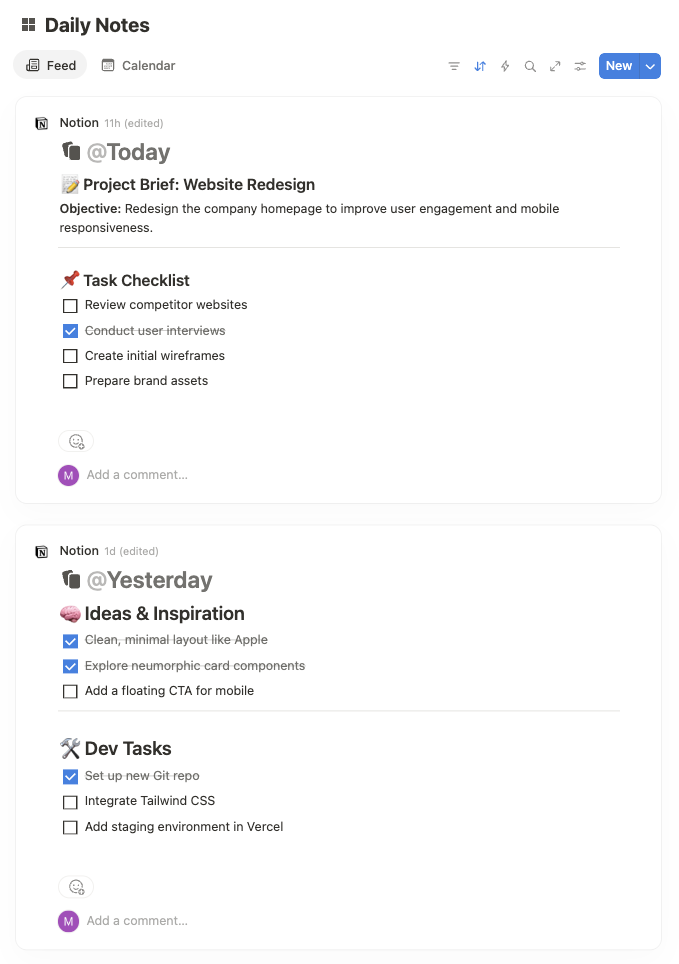 Daily Notes
Feed
Calendar
New
Notion 11h (edited)
@Today
Project Brief: Website Redesign
Objective: Redesign the company homepage to improve user engagement and mobile
responsiveness.
Task Checklist
Review competitor websites
Conduct user interviews
Create initial wireframes
Prepare brand assets
M Add a comment...
Notion 1d (edited)
@Yesterday
Ideas & Inspiration
Clean, minimal layout like Apple
Explore neumorphic card components
Add a floating CTA for mobile
Dev Tasks
Set up new Git repo
Integrate Tailwind CSS
Add staging environment in Vercel
M Add a comment...